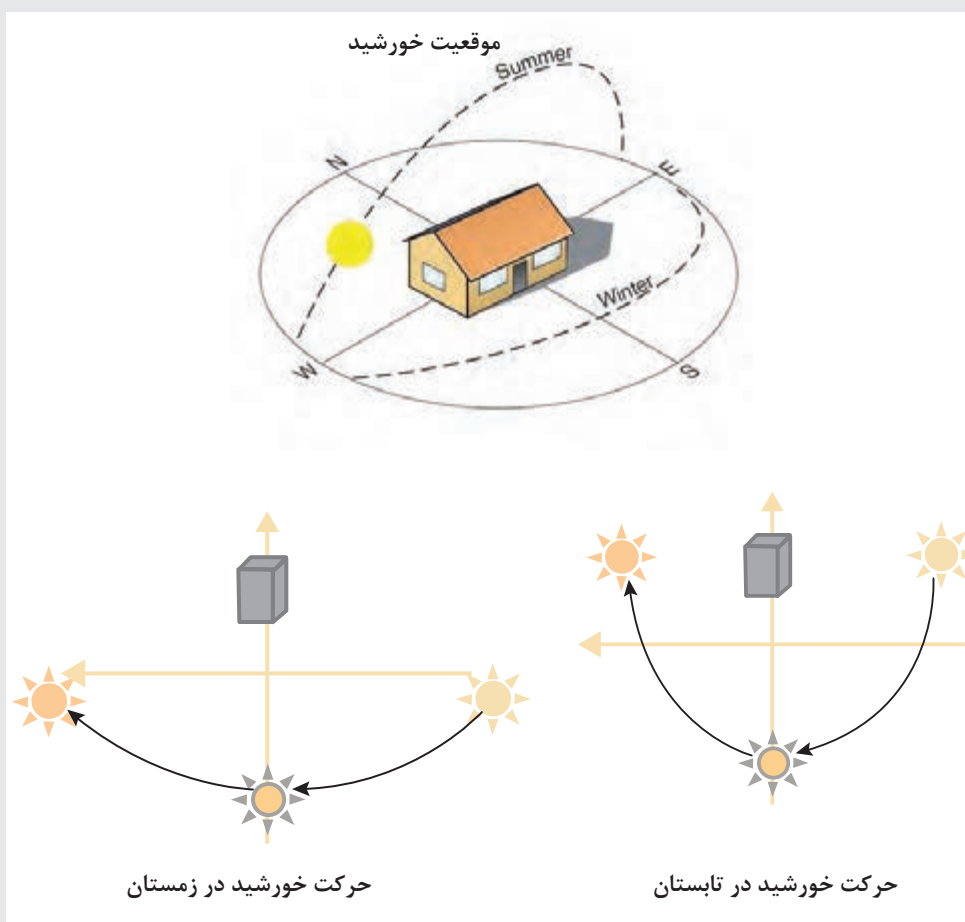 موقعیت خورشید
Summer
N
E
Winter
W
S
حرکت خورشید در تابستان
حرکت خورشید در زمستان